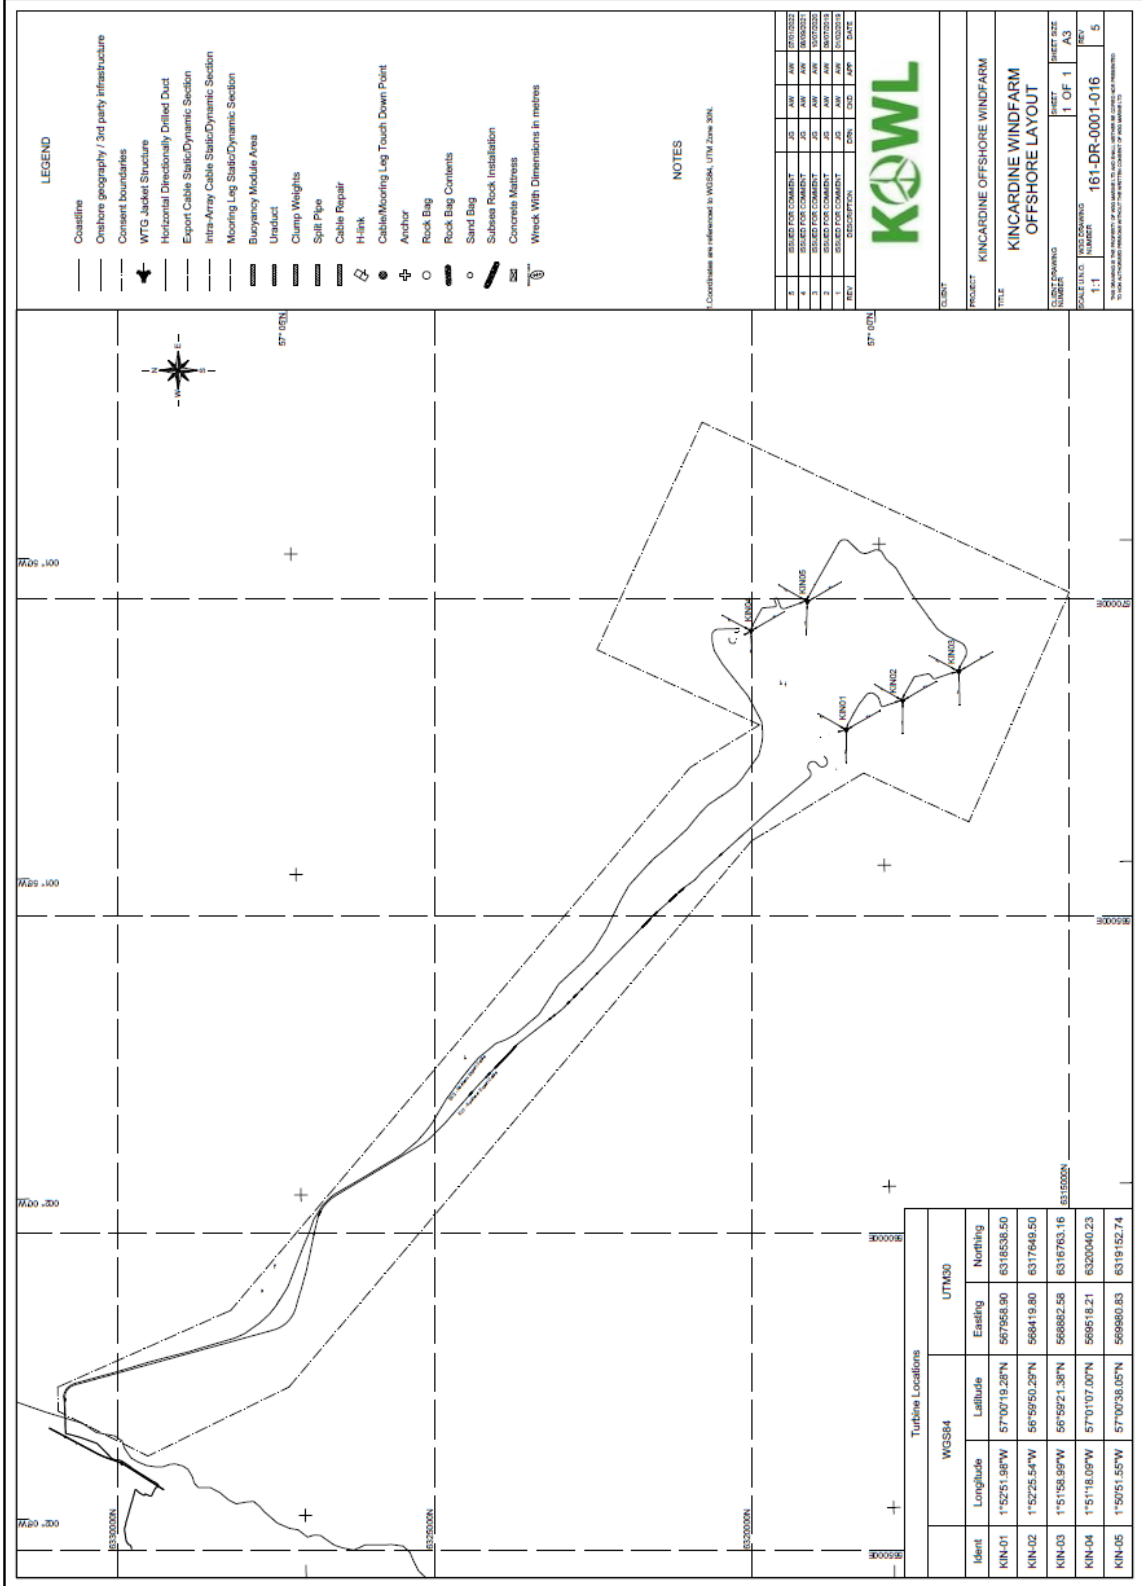 LEGEND
Coastline
Onshore geography / 3rd party infrastructure
Consent boundaries
WTG Jacket Structure
Horizontal Directionally Drilled Duct
Export Cable Static/Dynamic Section
Intra-Array Cable Static/Dynamic Section
Mooring Leg Static/Dynamic Section
Buoyancy Module Area
Uraduct
Clump Weights
Split Pipe
Cable Repair
H-link
Cable/Mooring Leg Touch Down Point
Anchor
Rock Bag
Rock Bag Contents
Sand Bag
Subsea Rock Installation
Concrete Mattress
Wreck With Dimensions in metres
NOTES
1.Coordinates are referenced to WGS84, UTM Zone 30N.
5 ISSUED FOR COMMENT JG AW AW 07/01/2022
4 ISSUED FOR COMMENT JG AW AW
3 ISSUED FOR COMMENT JG AW AW
2 ISSUED FOR COMMENT JG AW AW
1 ISSUED FOR COMMENT JG AW AW 01/02/2019
REV DESCRIPTION DRN CKD APP DATE
KOWL
CLIENT
PROJECT
KINCARDINE OFFSHORE WINDFARM
TITLE
KINCARDINE WINDFARM
OFFSHORE LAYOUT
CLIENT DRAWING
NUMBER
SHEET
1 OF 1
SHEET SIZE
A3
SCALE U.N.O.
1:1
DRAWING
NUMBER
161-DR-0001-016
REV
5
N
E
S
W
57° 05'N
57° 07'N
6330000N
6325000N
6320000N
6315000N
KIN01
KIN02
KIN03
KIN04
KIN05
Turbine Locations
WGS84 UTM30
Ident Longitude Latitude Easting Northing
KIN-01 1°52'51.98"W 57°00'19.28"N 567958.90 6318538.50
KIN-02 1°52'25.54"W 56°59'50.29"N 568419.80 6317649.50
KIN-03 1°51'58.99"W 56°59'21.38"N 568882.58 6316763.16
KIN-04 1°51'18.09"W 57°01'07.00"N 569518.21 6320040.23
KIN-05 1°50'51.55"W 57°00'38.05"N 569980.83 6319152.74